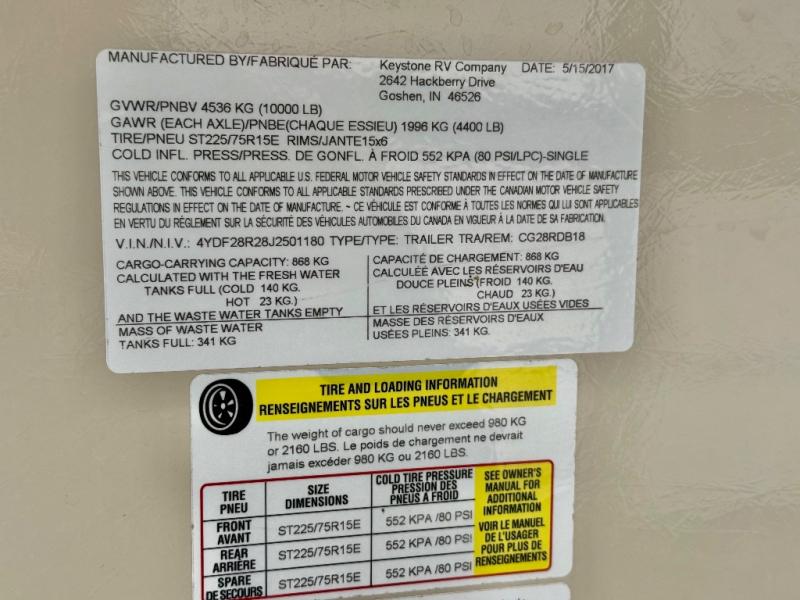 MANUFACTURED BY/FABRIQUÉ PAR: Keystone RV Company DATE: 5/15/2017
2642 Hackberry Drive
Goshen, IN 46526
GVWR/PNBV 4536 KG (10000 LB)
GAWR (EACH AXLE)/PNBE(CHAQUE ESSIEU) 1996 KG (4400 LB)
TIRE/PNEU ST225/75R15E RIMS/JANTE15x6
COLD INFL. PRESS/PRESS. DE GONFL. À FROID 552 KPA (80 PSI/LPC)-SINGLE
THIS VEHICLE CONFORMS TO ALL APPLICABLE U.S. FEDERAL MOTOR VEHICLE SAFETY STANDARDS IN EFFECT ON THE DATE OF MANUFACTURE
SHOWN ABOVE. THIS VEHICLE CONFORMS TO ALL APPLICABLE STANDARDS PRESCRIBED UNDER THE CANADIAN MOTOR VEHICLE SAFETY
REGULATIONS IN EFFECT ON THE DATE OF MANUFACTURE. ~ CE VÉHICULE EST CONFORME À TOUTES LES NORMES QUI LUI SONT APPLICABLES
EN VERTU DU RÈGLEMENT SUR LA SÉCURITÉ DES VÉHICULES AUTOMOBILES DU CANADA EN VIGUEUR À LA DATE DE SA FABRICATION.
V.I.N./N.I.V.: 4YDF28R28J2501180 TYPE/TYPE: TRAILER TRA/REM: CG28RDB18
CARGO-CARRYING CAPACITY: 868 KG
CALCULATED WITH THE FRESH WATER
TANKS FULL (COLD 140 KG.
HOT 23 KG.)
AND THE WASTE WATER TANKS EMPTY
MASS OF WASTE WATER
TANKS FULL: 341 KG
CAPACITÉ DE CHARGEMENT: 868 KG
CALCULÉE AVEC LES RÉSERVOIRS D'EAU
DOUCE PLEINS (FROID 140 KG.
CHAUD 23 KG.)
ET LES RÉSERVOIRS D'EAUX USÉES VIDES
MASSE DES RÉSERVOIRS D'EAUX
USÉES PLEINS: 341 KG.
TIRE AND LOADING INFORMATION
RENSEIGNEMENTS SUR LES PNEUS ET LE CHARGEMENT
The weight of cargo should never exceed 980 KG
or 2160 LBS. Le poids de chargement ne devrait
jamais excéder 980 KG ou 2160 LBS.
TIRE
PNEU
SIZE
DIMENSIONS
COLD TIRE PRESSURE
PRESSION DES
PNEUS A FROID
FRONT
AVANT
ST225/75R15E
552 KPA /80 PSI
REAR
ARRIÈRE
ST225/75R15E
552 KPA /80 PSI
SPARE
DE SECOURS
ST225/75R15E
552 KPA /80 PSI
SEE OWNER'S
MANUAL FOR
ADDITIONAL
INFORMATION
VOIR LE MANUEL
DE L'USAGER
POUR PLUS DE
RENSEIGNEMENTS